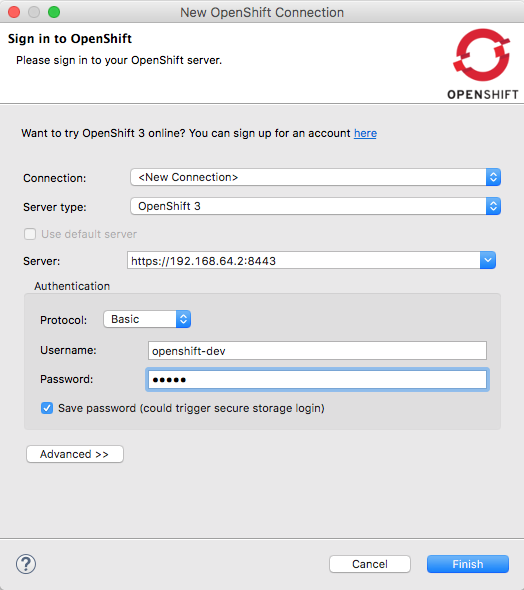 New OpenShift Connection
Sign in to OpenShift
Please sign in to your OpenShift server.
OPENSHIFT
Want to try OpenShift 3 online? You can sign up for an account here
Connection: <New Connection>
Server type: OpenShift 3
Use default server
Server: https://192.168.64.2:8443
Authentication
Protocol: Basic
Username: openshift-dev
Password: •••••
Save password (could trigger secure storage login)
Advanced >>
? Cancel Finish